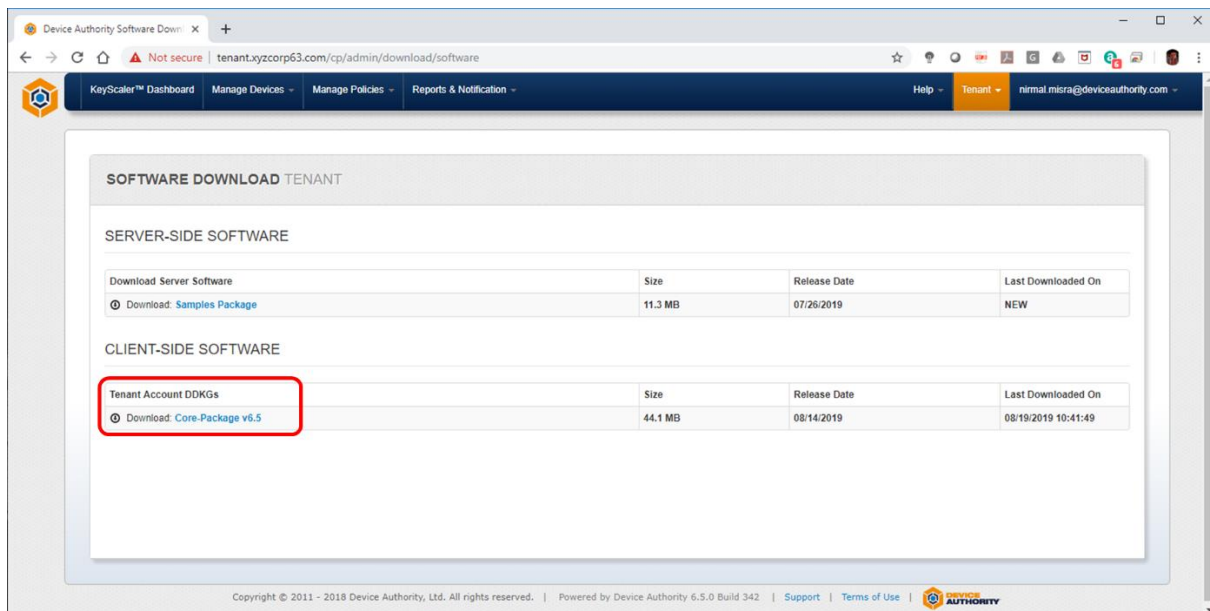 Device Authority Software Down
Not secure | tenant.xyzcorp63.com/cp/admin/download/software
KeyScaler™ Dashboard Manage Devices Manage Policies Reports & Notification Help Tenant nirmal.misra@deviceauthority.com
SOFTWARE DOWNLOAD TENANT
SERVER-SIDE SOFTWARE
Download Server Software Size Release Date Last Downloaded On
Download: Samples Package 11.3 MB 07/26/2019 NEW
CLIENT-SIDE SOFTWARE
Tenant Account DDKGs Size Release Date Last Downloaded On
Download: Core-Package v6.5 44.1 MB 08/14/2019 08/19/2019 10:41:49
Copyright © 2011 - 2018 Device Authority, Ltd. All rights reserved. | Powered by Device Authority 6.5.0 Build 342 | Support | Terms of Use | DEVICE AUTHORITY